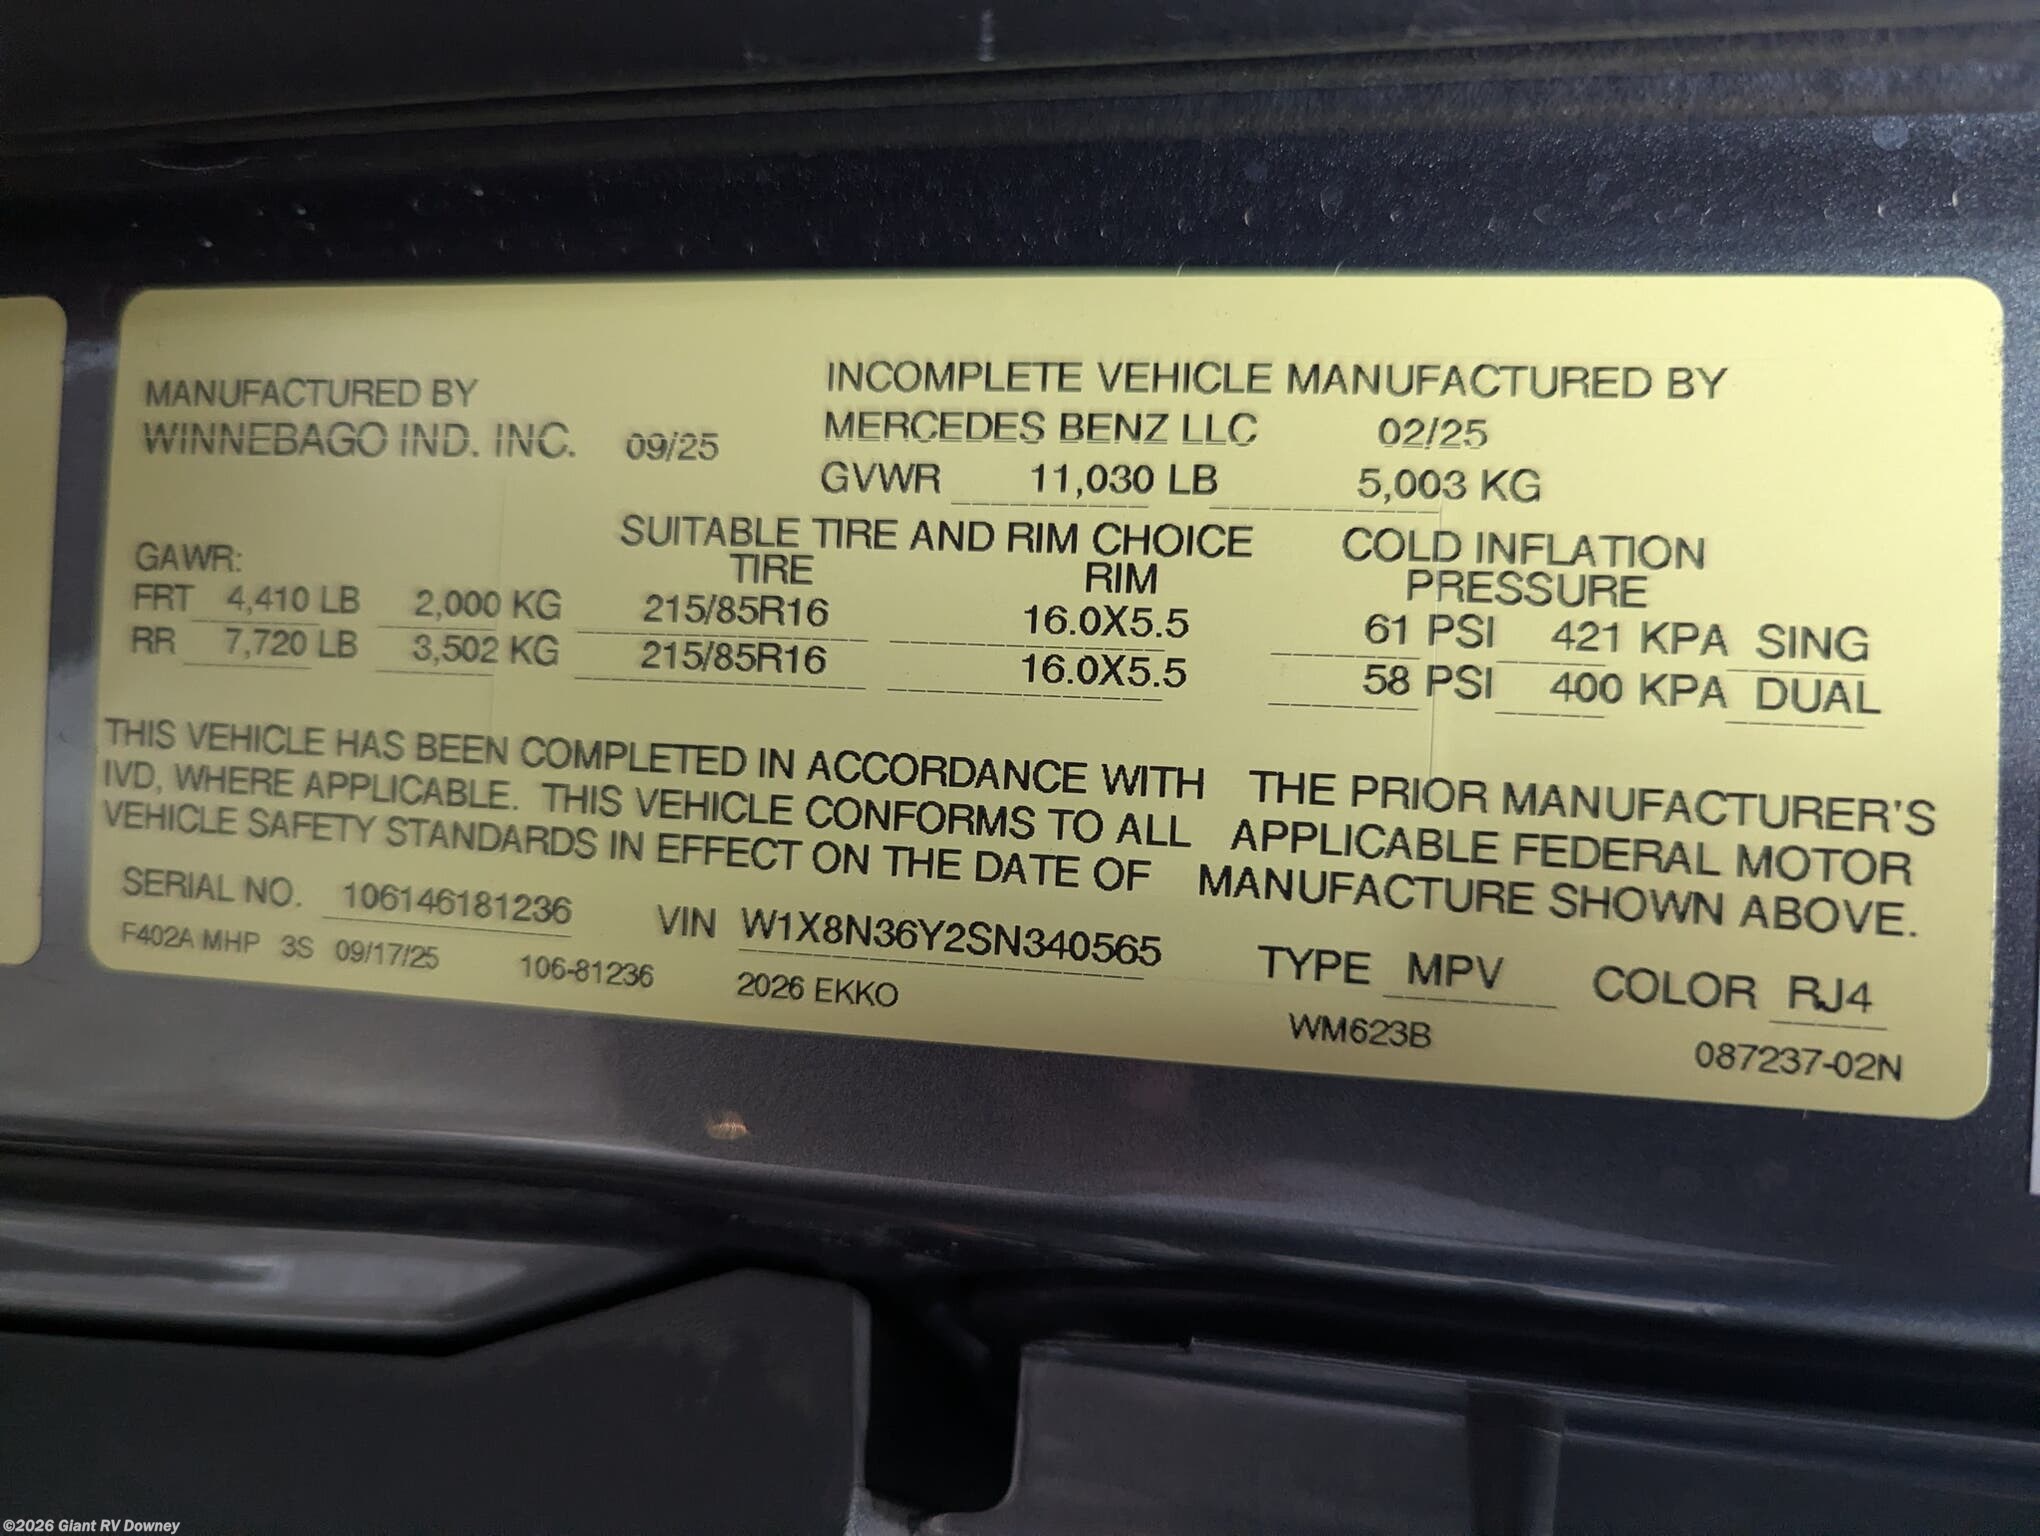 MANUFACTURED BY
WINNEBAGO IND. INC. 09/25
INCOMPLETE VEHICLE MANUFACTURED BY
MERCEDES BENZ LLC 02/25
GVWR 11,030 LB 5,003 KG
SUITABLE TIRE AND RIM CHOICE COLD INFLATION
GAWR: TIRE RIM PRESSURE
FRT 4,410 LB 2,000 KG 215/85R16 16.0X5.5 61 PSI 421 KPA SING
RR 7,720 LB 3,502 KG 215/85R16 16.0X5.5 58 PSI 400 KPA DUAL
THIS VEHICLE HAS BEEN COMPLETED IN ACCORDANCE WITH THE PRIOR MANUFACTURER'S
IVD, WHERE APPLICABLE. THIS VEHICLE CONFORMS TO ALL APPLICABLE FEDERAL MOTOR
VEHICLE SAFETY STANDARDS IN EFFECT ON THE DATE OF MANUFACTURE SHOWN ABOVE.
SERIAL NO. 106146181236 VIN W1X8N36Y2SN340565 TYPE MPV COLOR RJ4
F402A MHP 3S 09/17/25 106-81236 2026 EKKO WM623B 087237-02N
©2026 Giant RV Downey